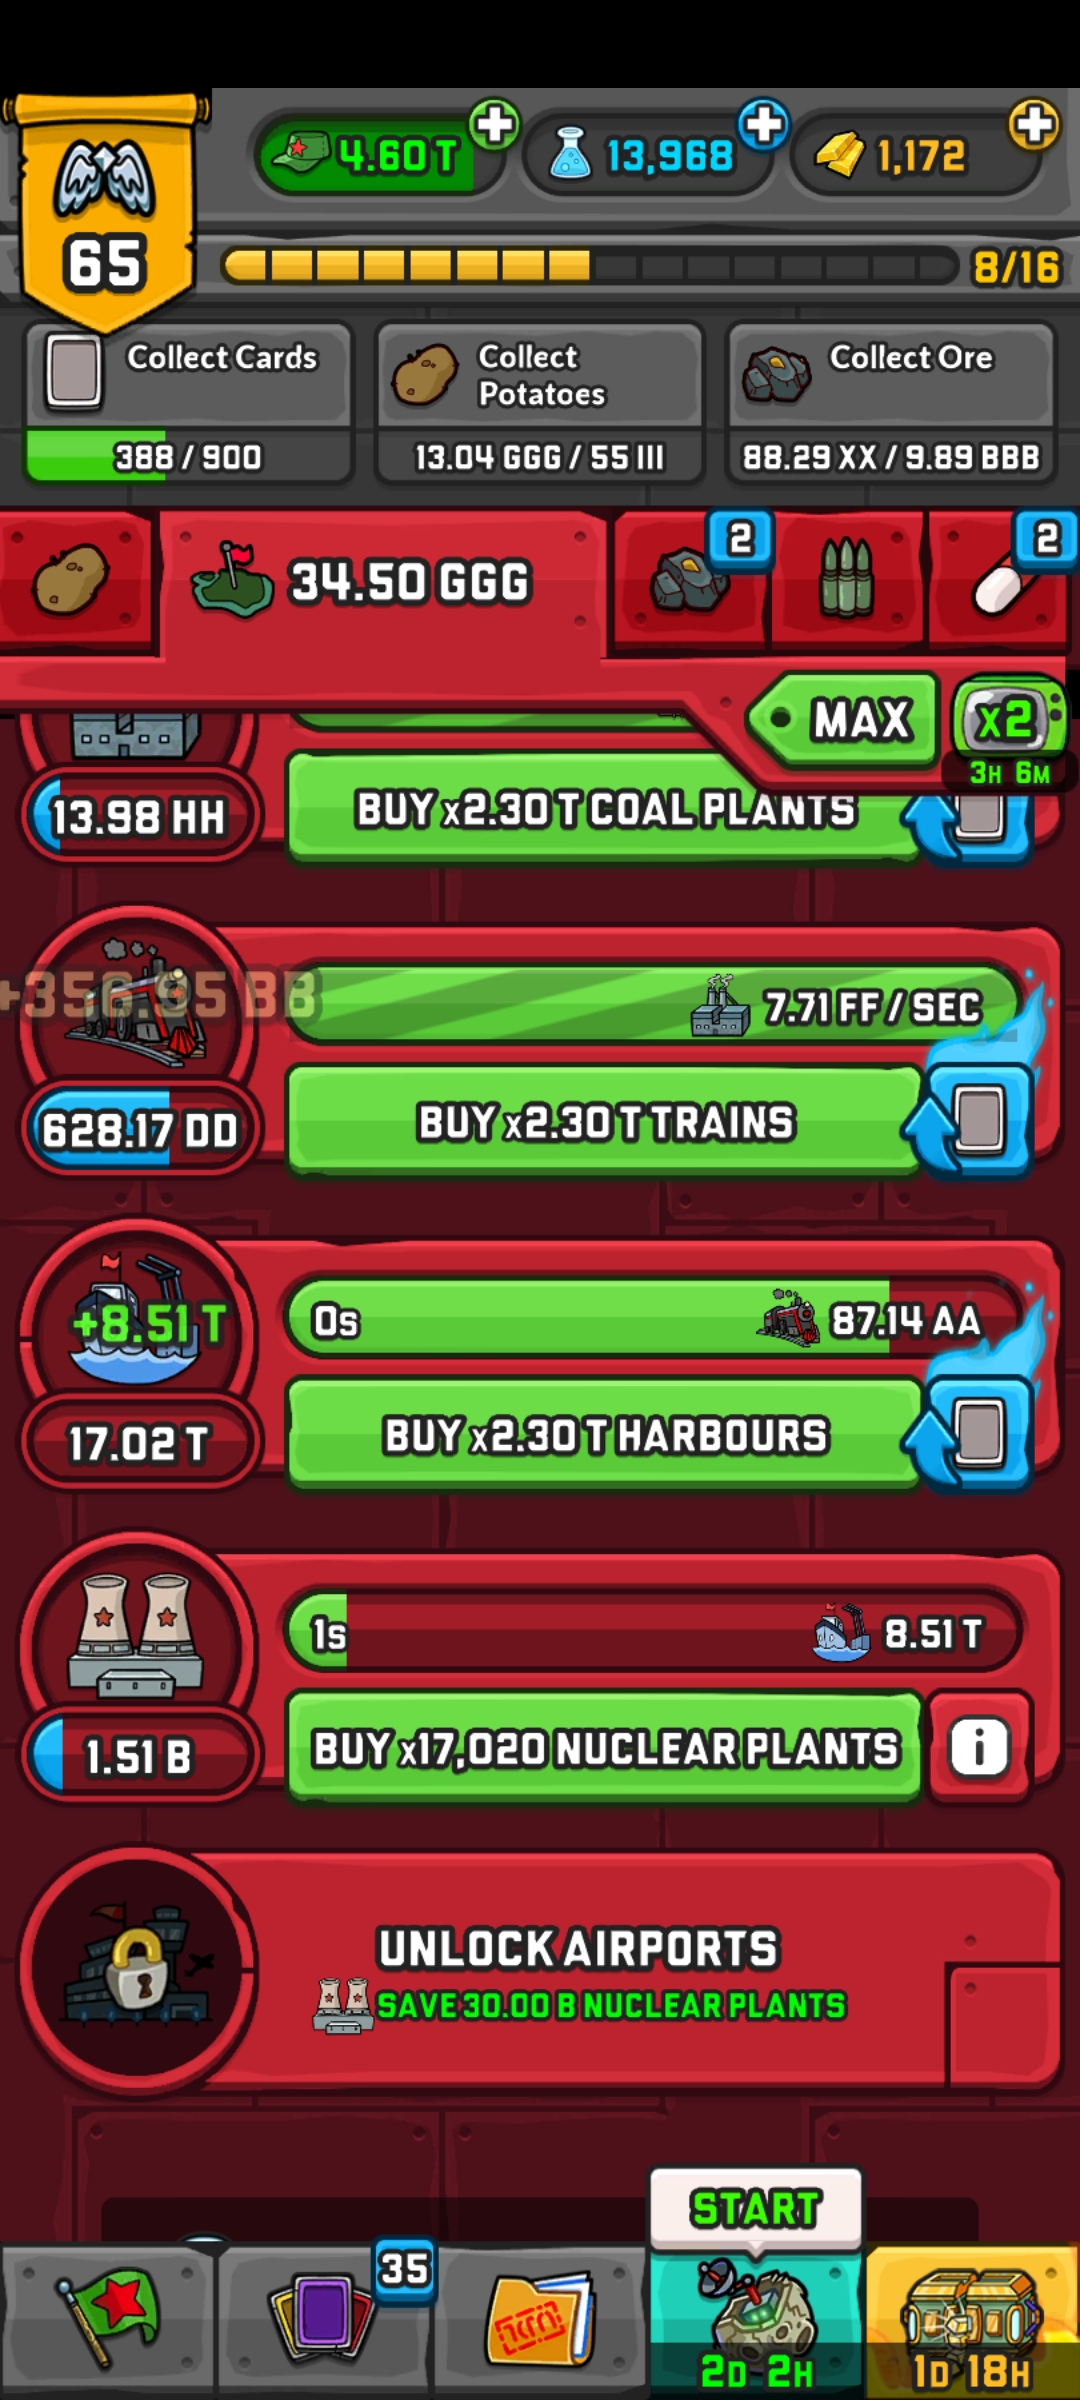 4.60 T
13,968
1,172
65
8/16
Collect Cards
388 / 900
Collect
Potatoes
13.04 GGG / 55 III
Collect Ore
88.29 XX / 9.89 BBB
34.50 GGG
2
2
MAX
x2
3H 6M
13.98 HH
BUY x2.30 T COAL PLANTS
+356.95 BB
7.71 FF / SEC
628.17 DD
BUY x2.30 T TRAINS
+8.51 T
0s
87.14 AA
17.02 T
BUY x2.30 T HARBOURS
1s
8.51 T
1.51 B
BUY x17,020 NUCLEAR PLANTS
i
UNLOCK AIRPORTS
SAVE 30.00 B NUCLEAR PLANTS
START
35
2D 2H
1D 18H